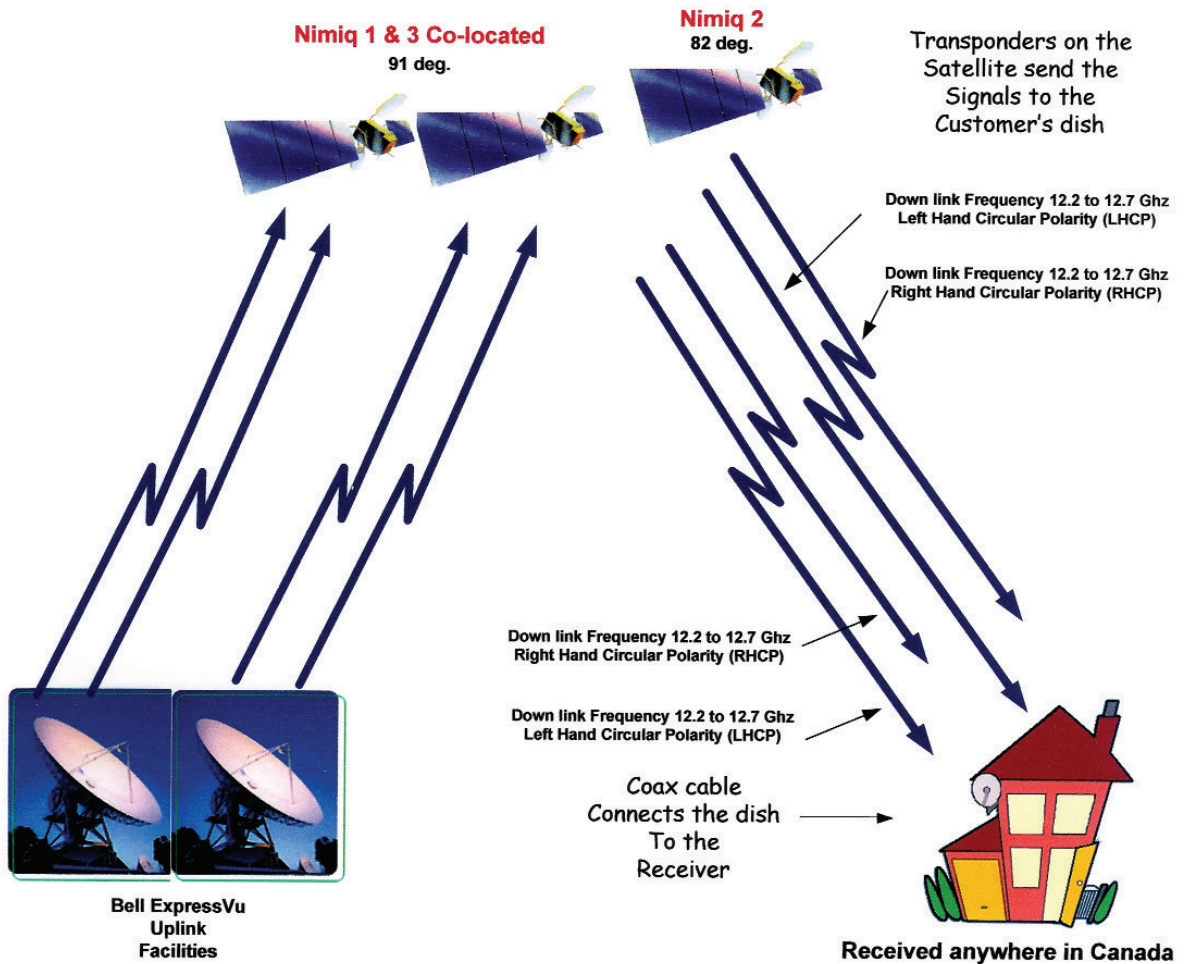 Nimiq 1 & 3 Co-located
91 deg.
Nimiq 2
82 deg.
Transponders on the
Satellite send the
Signals to the
Customer's dish
Down link Frequency 12.2 to 12.7 Ghz
Left Hand Circular Polarity (LHCP)
Down link Frequency 12.2 to 12.7 Ghz
Right Hand Circular Polarity (RHCP)
Down link Frequency 12.2 to 12.7 Ghz
Right Hand Circular Polarity (RHCP)
Down link Frequency 12.2 to 12.7 Ghz
Left Hand Circular Polarity (LHCP)
Coax cable
Connects the dish
To the
Receiver
Bell ExpressVu
Uplink
Facilities
Received anywhere in Canada